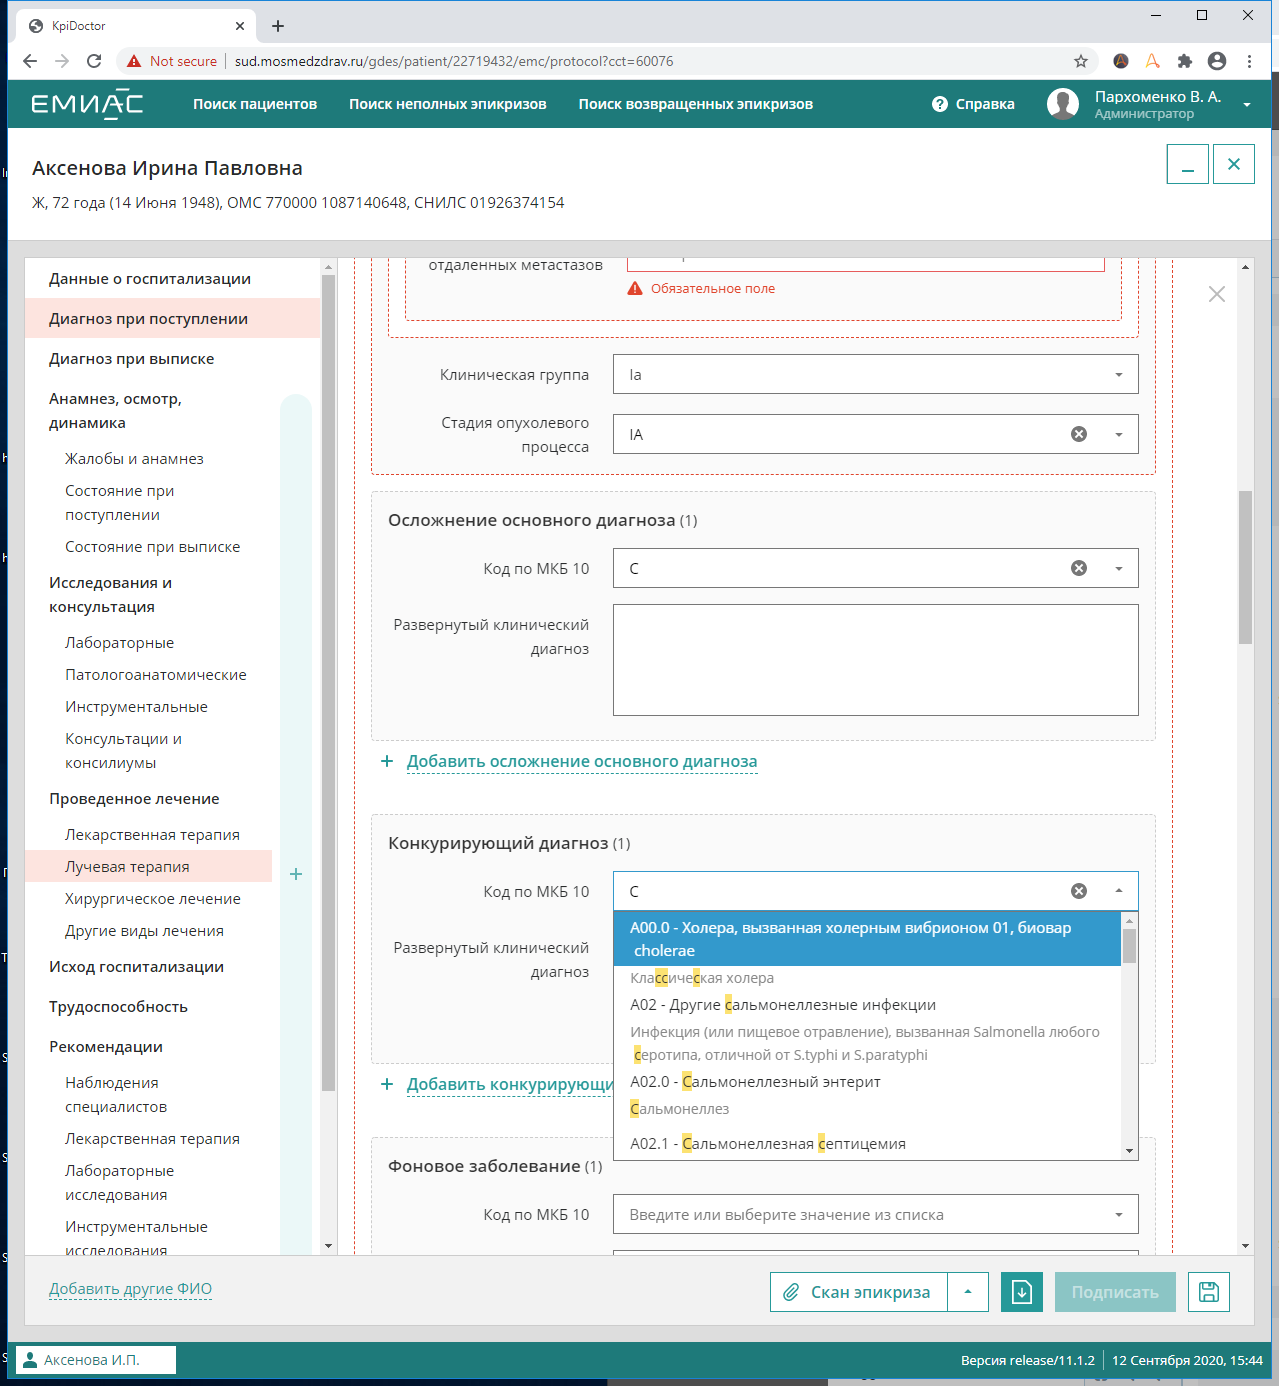 KpiDoctor
Not secure
sud.mosmedzdrav.ru/gdes/patient/22719432/emc/protocol?cct=60076
ЕМИАС
Поиск пациентов
Поиск неполных эпикризов
Поиск возвращенных эпикризов
Справка
Пархоменко В. А.
Администратор
Аксенова Ирина Павловна
Ж, 72 года (14 Июня 1948), ОМС 770000 1087140648, СНИЛС 01926374154
Данные о госпитализации
Диагноз при поступлении
Диагноз при выписке
Анамнез, осмотр,
динамика
Жалобы и анамнез
Состояние при
поступлении
Состояние при выписке
Исследования и
консультация
Лабораторные
Патологоанатомические
Инструментальные
Консультации и
консилиумы
Проведенное лечение
Лекарственная терапия
Лучевая терапия
Хирургическое лечение
Другие виды лечения
Исход госпитализации
Трудоспособность
Рекомендации
Наблюдения
специалистов
Лекарственная терапия
Лабораторные
исследования
Инструментальные
исследования
отдаленных метастазов
Обязательное поле
Клиническая группа
Ia
Стадия опухолевого
процесса
IA
Осложнение основного диагноза (1)
Код по МКБ 10
С
Развернутый клинический
диагноз
+ Добавить осложнение основного диагноза
Конкурирующий диагноз (1)
Код по МКБ 10
С
Развернутый клинический
диагноз
A00.0 - Холера, вызванная холерным вибрионом 01, биовар
cholerae
Классическая холера
A02 - Другие сальмонеллезные инфекции
Инфекция (или пищевое отравление), вызванная Salmonella любого
серотипа, отличной от S.typhi и S.paratyphi
A02.0 - Сальмонеллезный энтерит
Сальмонеллез
A02.1 - Сальмонеллезная септицемия
+ Добавить конкурирующи
Фоновое заболевание (1)
Код по МКБ 10
Введите или выберите значение из списка
Добавить другие ФИО
Скан эпикриза
Подписать
Аксенова И.П.
Версия release/11.1.2
12 Сентября 2020, 15:44